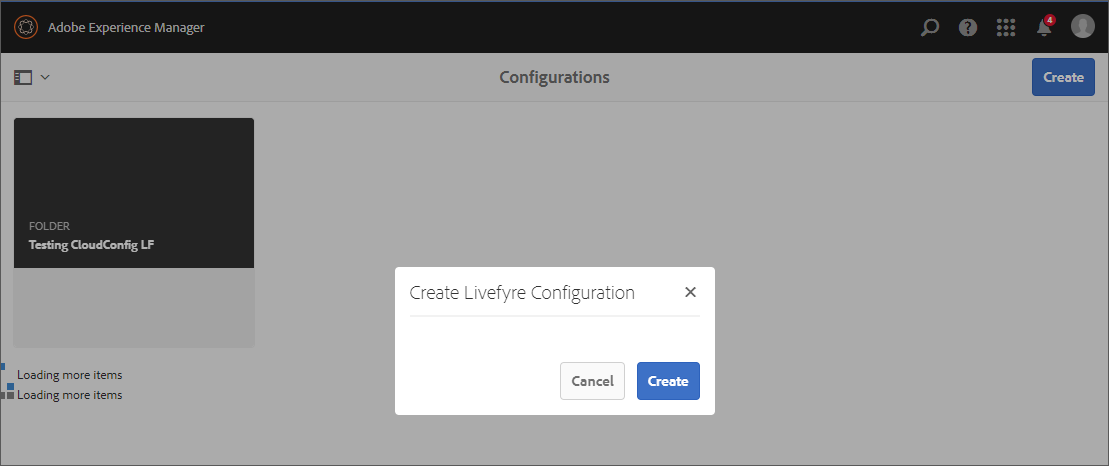 Adobe Experience Manager
4
Configurations
Create
FOLDER
Testing CloudConfig LF
Create Livefyre Configuration
Cancel
Create
Loading more items
Loading more items